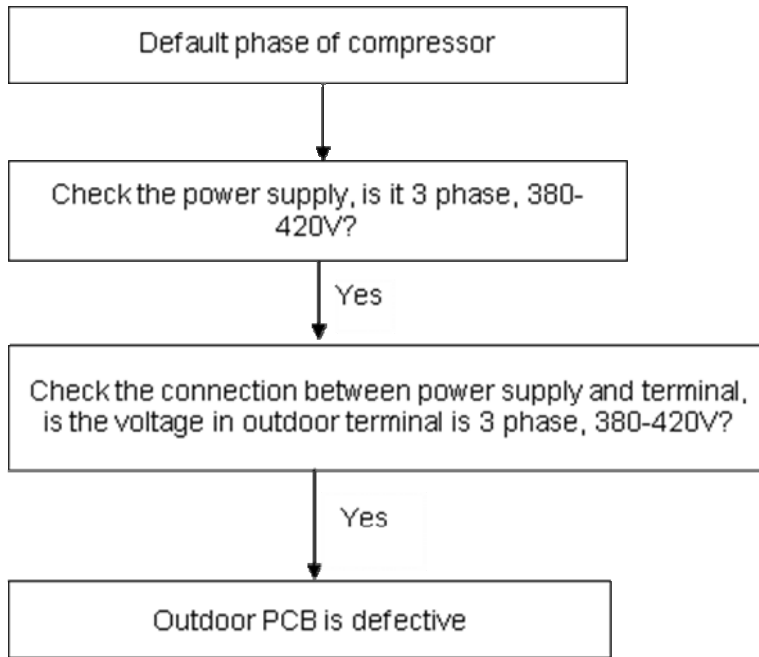 Default phase of compressor
Check the power supply, is it 3 phase, 380-
420V?
Yes
Check the connection between power supply and terminal,
is the voltage in outdoor terminal is 3 phase, 380-420V?
Yes
Outdoor PCB is defective